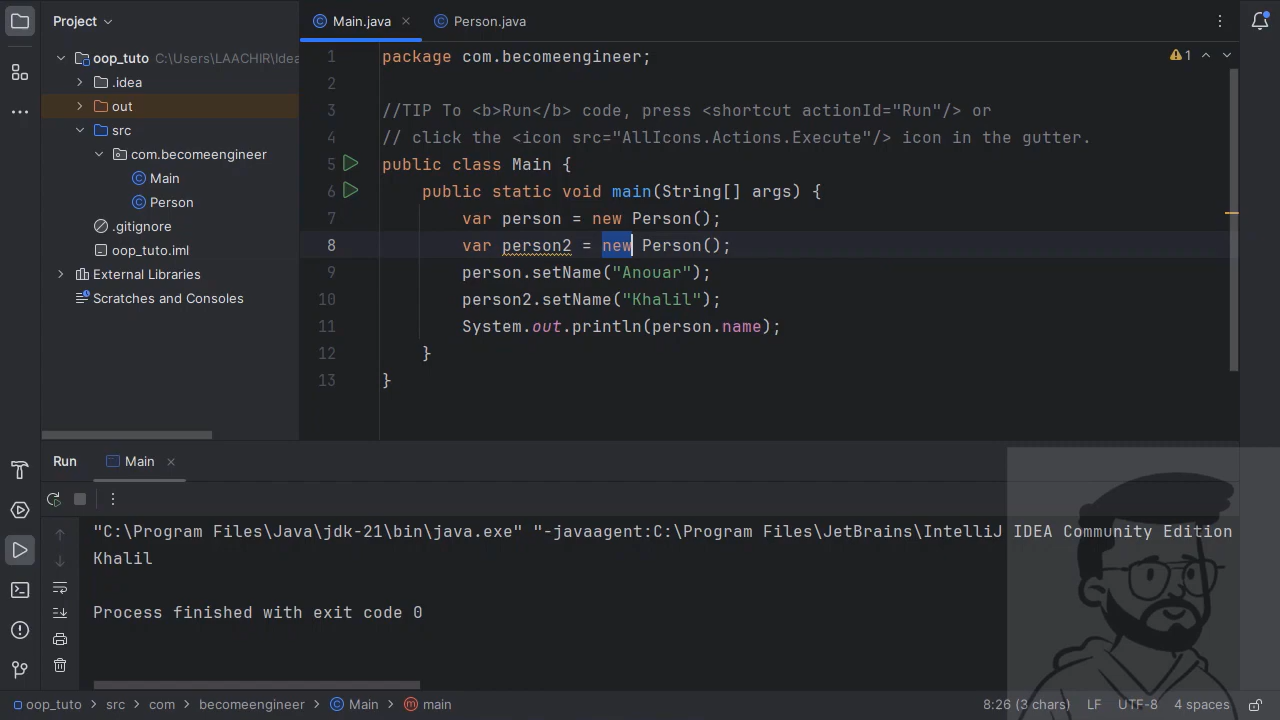 Project
Main.java
Person.java
oop_tuto C:\Users\LAACHIR\Idea
.idea
out
src
com.becomeengineer
Main
Person
.gitignore
oop_tuto.iml
External Libraries
Scratches and Consoles
1
1 package com.becomeengineer;
2
3 //TIP To <b>Run</b> code, press <shortcut actionId="Run"/> or
4 // click the <icon src="AllIcons.Actions.Execute"/> icon in the gutter.
5 public class Main {
6 public static void main(String[] args) {
7 var person = new Person();
8 var person2 = new Person();
9 person.setName("Anouar");
10 person2.setName("Khalil");
11 System.out.println(person.name);
12 }
13 }
Run
Main
"C:\Program Files\Java\jdk-21\bin\java.exe" "-javaagent:C:\Program Files\JetBrains\IntelliJ IDEA Community Edition
Khalil
Process finished with exit code 0
oop_tuto > src > com > becomeengineer > Main > main
8:26 (3 chars) LF UTF-8 4 spaces